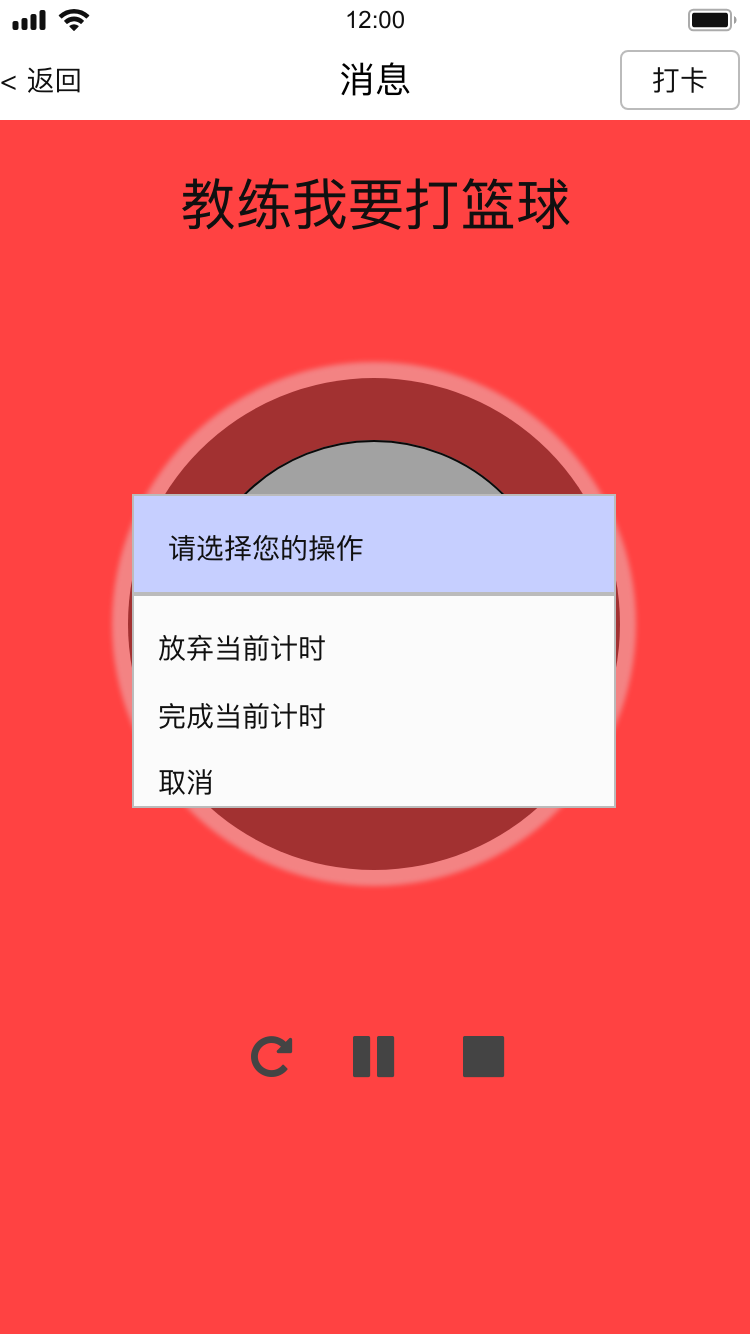 12:00
< 返回
消息
打卡
教练我要打篮球
请选择您的操作
放弃当前计时
完成当前计时
取消